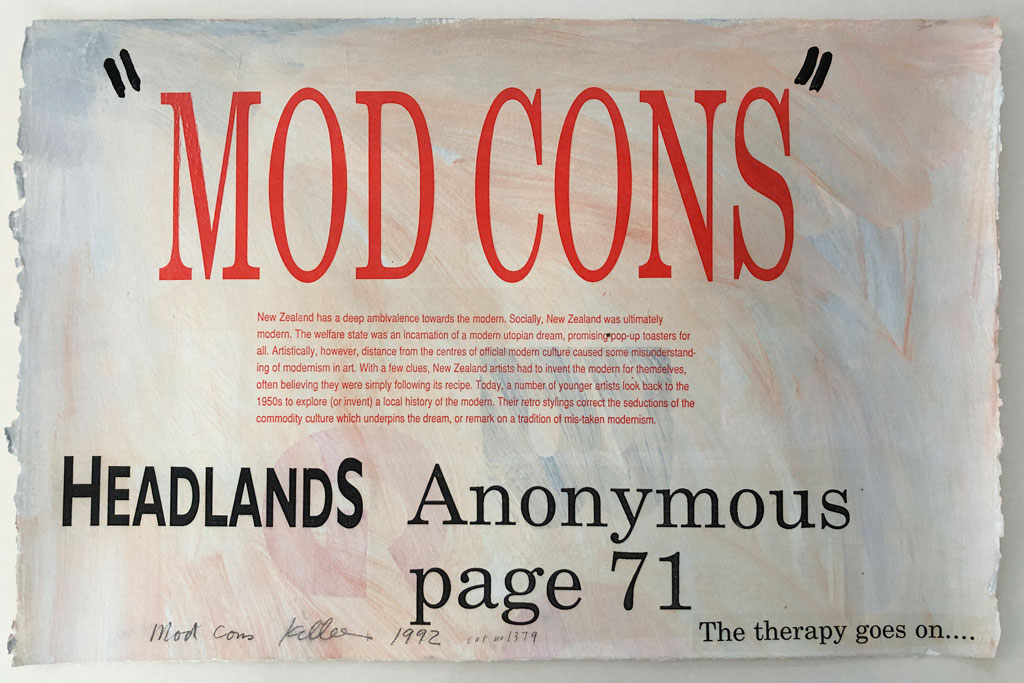 "MOD CONS"
New Zealand has a deep ambivalence towards the modern. Socially, New Zealand was ultimately
modern. The welfare state was an incarnation of a modern utopian dream, promising pop-up toasters for
all. Artistically, however, distance from the centres of official modern culture caused some misunderstand-
ing of modernism in art. With a few clues, New Zealand artists had to invent the modern for themselves,
often believing they were simply following its recipe. Today, a number of younger artists look back to the
1950s to explore (or invent) a local history of the modern. Their retro stylings correct the seductions of the
commodity culture which underpins the dream, or remark on a tradition of mis-taken modernism.
HEADLANDS Anonymous
page 71
Mod Cons Killeen 1992 cat no 1379
The therapy goes on....